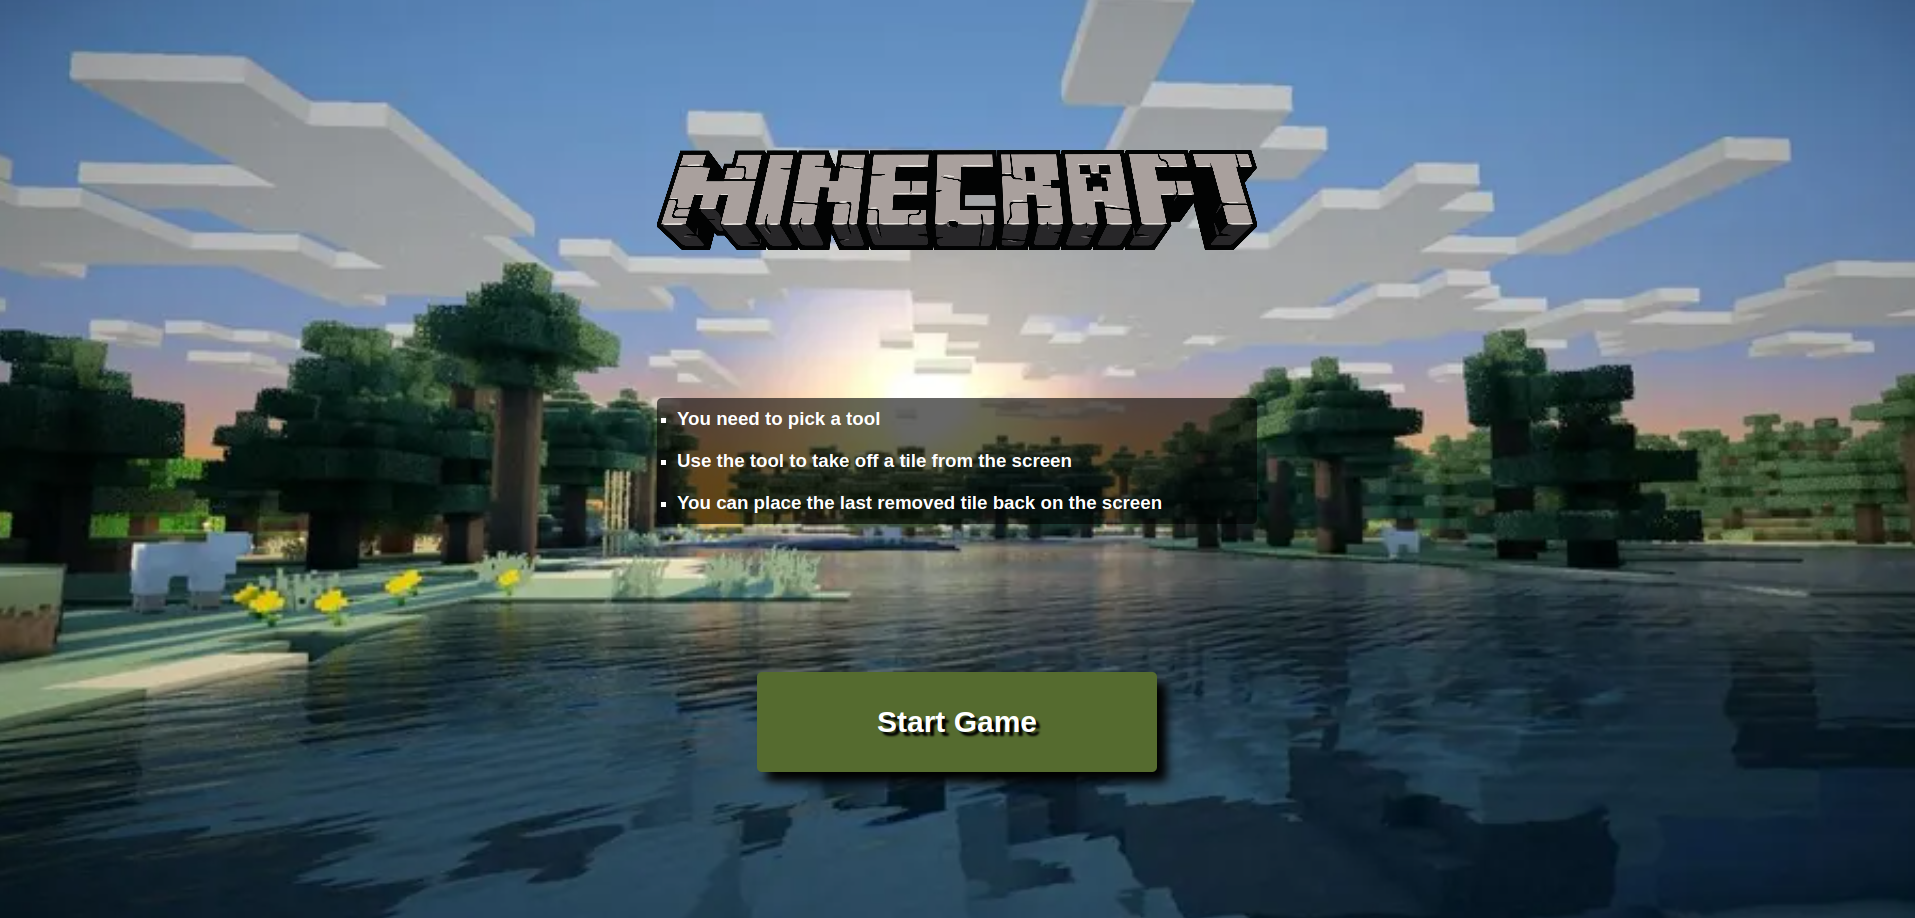 MINECRAFT
You need to pick a tool
Use the tool to take off a tile from the screen
You can place the last removed tile back on the screen
Start Game